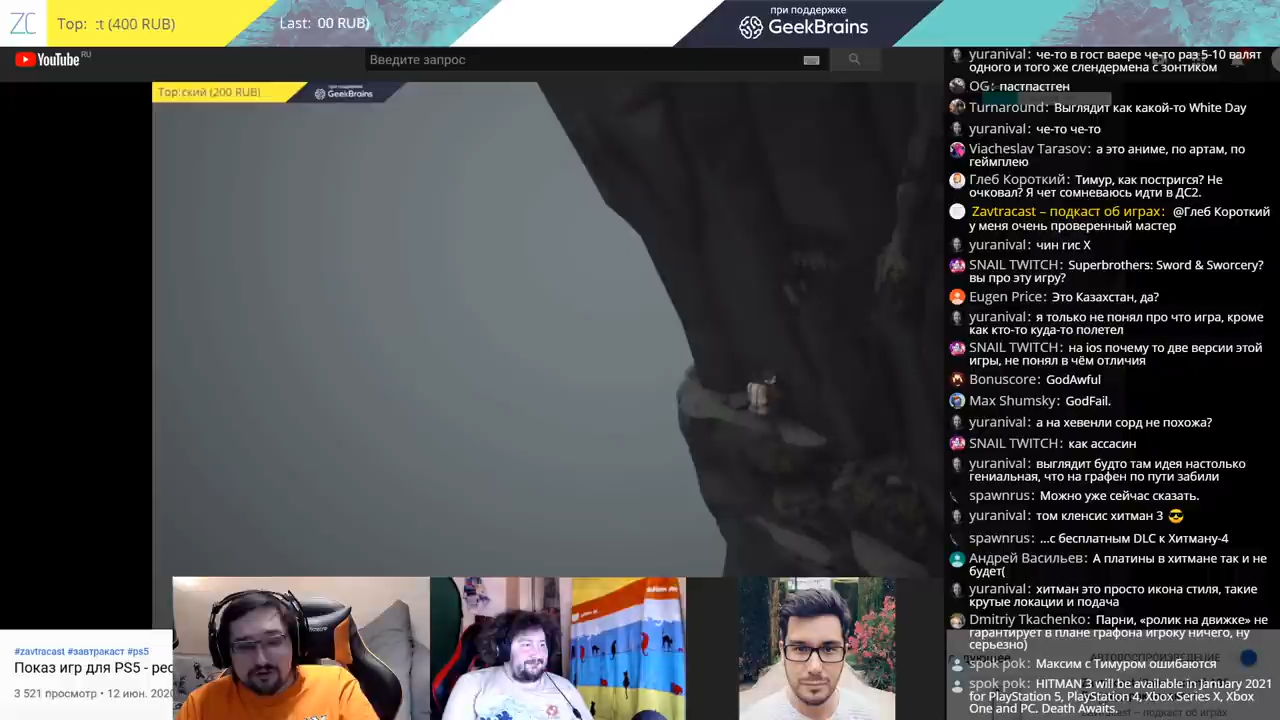 ZC
Top: :t (400 RUB)
Last: 00 RUB)
при поддержке
GeekBrains
YouTube RU
Введите запрос
Top:ский (200 RUB)
GeekBrains
yuranival: че-то в гост ваере че-то раз 5-10 валят
одного и того же слендермена с зонтиком
OG: пастпастген
Turnaround: Выглядит как какой-то White Day
yuranival: че-то че-то
Viacheslav Tarasov: а это аниме, по артам, по
геймплею
Глеб Короткий: Тимур, как постригся? Не
очковал? Я чет сомневаюсь идти в ДС2.
Zavtracast – подкаст об играх: @Глеб Короткий
у меня очень проверенный мастер
yuranival: чин гис Х
SNAIL TWITCH: Superbrothers: Sword & Sworcery?
вы про эту игру?
Eugen Price: Это Казахстан, да?
yuranival: я только не понял про что игра, кроме
как кто-то куда-то полетел
SNAIL TWITCH: на ios почему то две версии этой
игры, не понял в чём отличия
Bonuscore: GodAwful
Max Shumsky: GodFail.
yuranival: а на хевенли сорд не похожа?
SNAIL TWITCH: как ассасин
yuranival: выглядит будто там идея настолько
гениальная, что на графен по пути забили
spawnrus: Можно уже сейчас сказать.
yuranival: том кленсис хитман 3 😎
spawnrus: ...с бесплатным DLC к Хитману-4
Андрей Васильев: А платины в хитмане так и не
будет(
yuranival: хитман это просто икона стиля, такие
крутые локации и подача
Dmitriy Tkachenko: Парни, «ролик на движке» не
гарантирует в плане графона игроку ничего, ну
серьезно)
АВТОВОСПРОИЗВЕДЕНИЕ
spok pok: Максим с Тимуром ошибаются
spok pok: HITMAN 3 will be available in January 2021
for PlayStation 5, PlayStation 4, Xbox Series X, Xbox
One and PC. Death Awaits.
Zavtracast – подкаст об играх
#zavtracast #завтракаст #ps5
Показ игр для PS5 - рес
3 521 просмотр • 12 июн. 2020